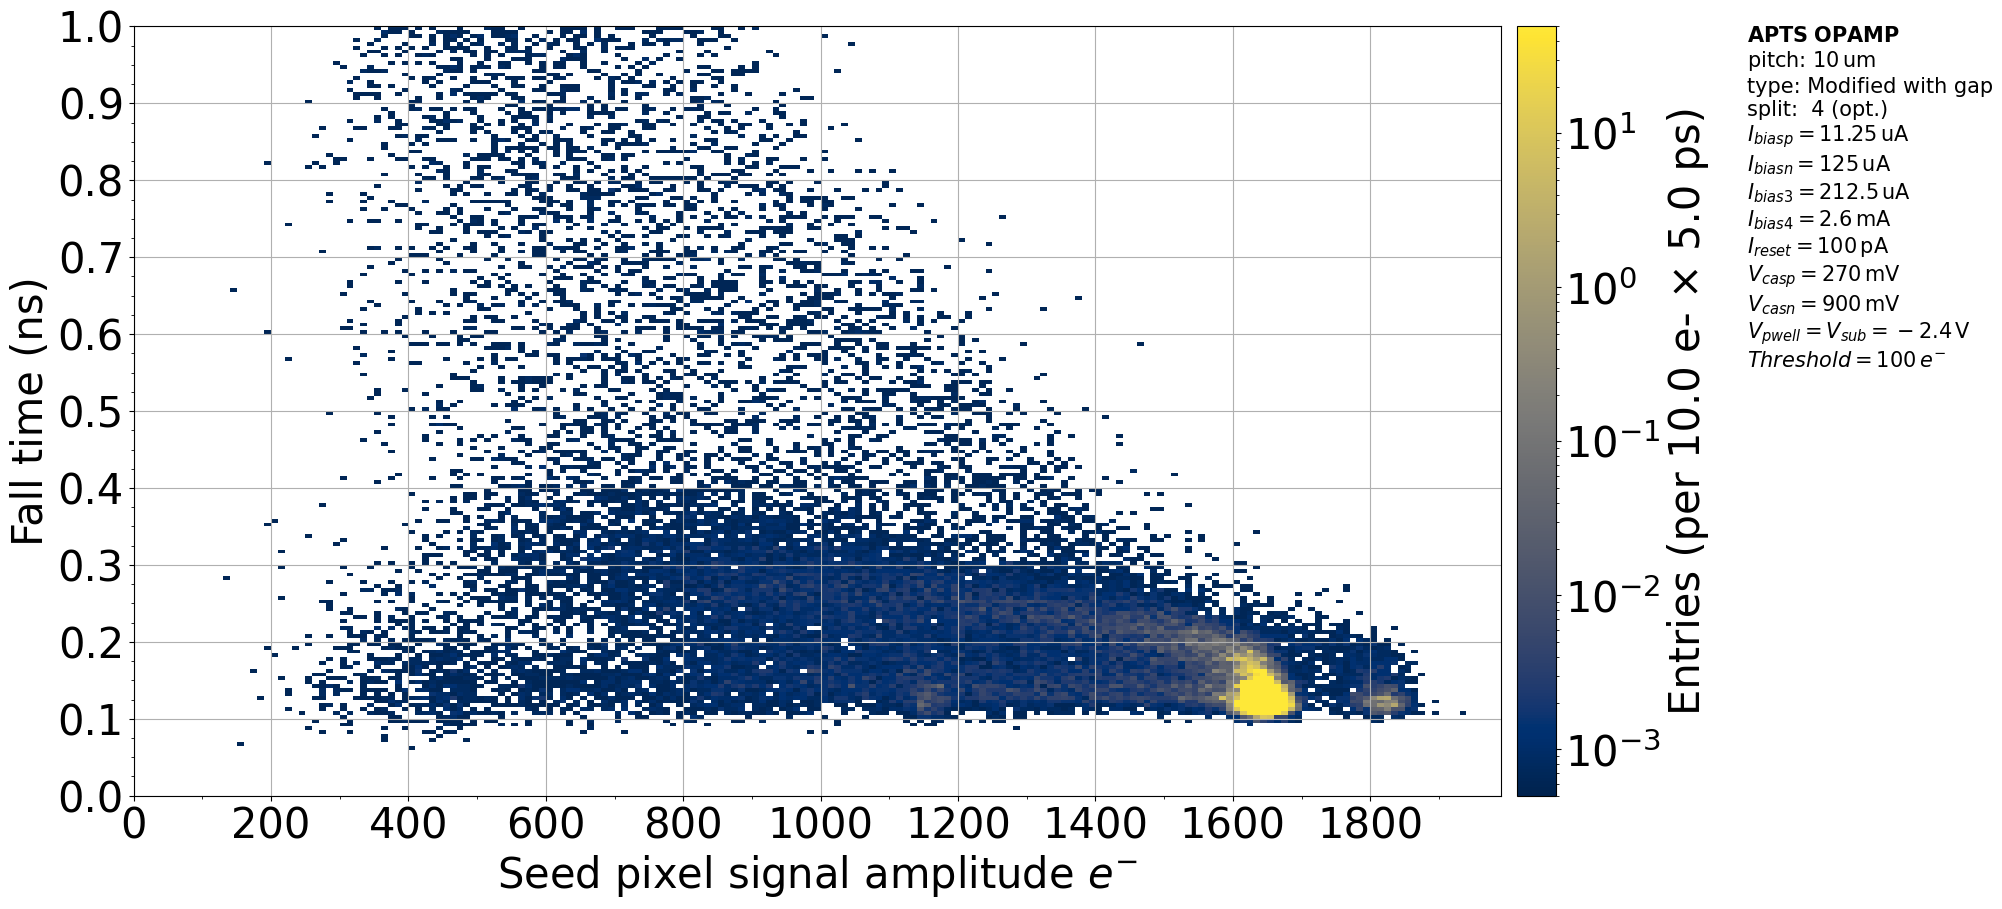 Fall time (ns)
1.0
0.9
0.8
0.7
0.6
0.5
0.4
0.3
0.2
0.1
0.0
0 200 400 600 800 1000 1200 1400 1600 1800
Seed pixel signal amplitude e⁻
10¹
10⁰
10⁻¹
10⁻²
10⁻³
Entries (per 10.0 e- × 5.0 ps)
APTS OPAMP
pitch: 10 um
type: Modified with gap
split: 4 (opt.)
I_biasp = 11.25 uA
I_biasn = 125 uA
I_bias3 = 212.5 uA
I_bias4 = 2.6 mA
I_reset = 100 pA
V_casp = 270 mV
V_casn = 900 mV
V_pwell = V_sub = −2.4 V
Threshold = 100 e⁻